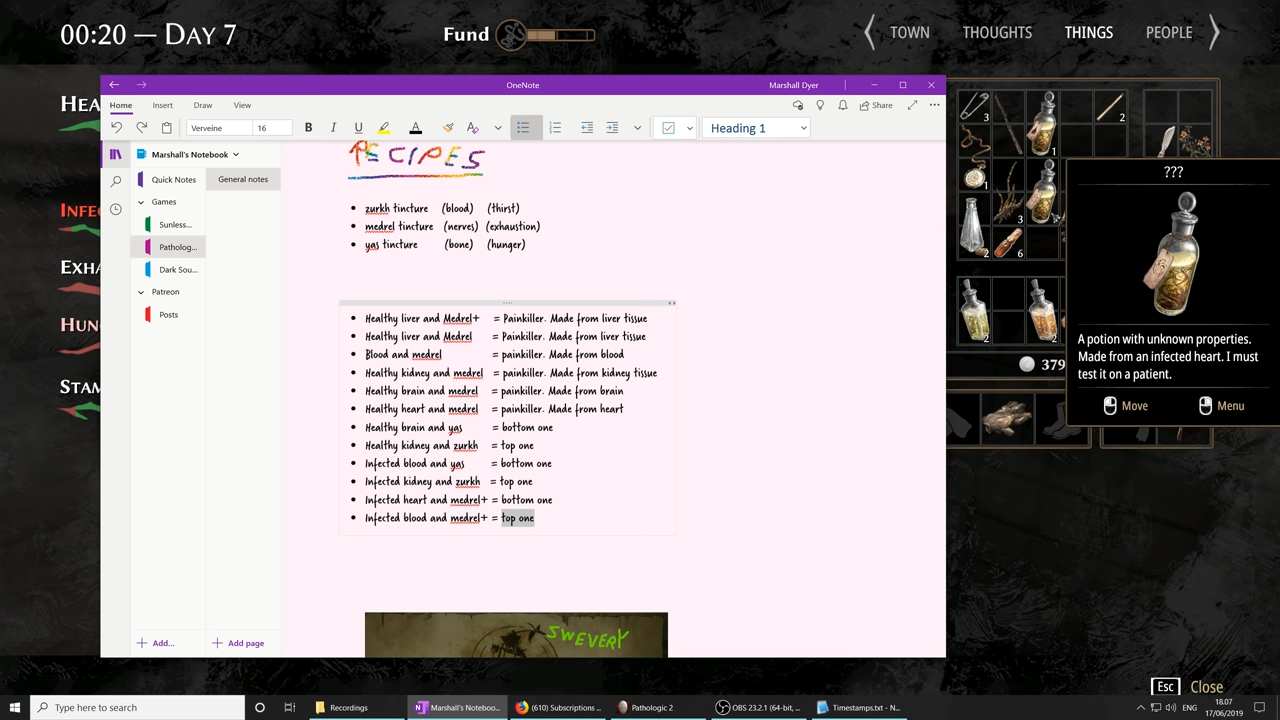 00:20 — DAY 7
Fund
TOWN THOUGHTS THINGS PEOPLE
OneNote
Marshall Dyer
Home Insert Draw View
Share
Verveine 16
B I U A
Heading 1
Marshall's Notebook
Quick Notes
General notes
Games
Sunless...
Patholog...
Dark Sou...
Patreon
Posts
Add...
Add page
HEA
INFEC
EXHA
HUN
STAM
RECIPES
zurkh tincture (blood) (thirst)
medrel tincture (nerves) (exhaustion)
yas tincture (bone) (hunger)
Healthy liver and Medrel+ = Painkiller. Made from liver tissue
Healthy liver and Medrel = Painkiller. Made from liver tissue
Blood and medrel = painkiller. Made from blood
Healthy kidney and medrel = painkiller. Made from kidney tissue
Healthy brain and medrel = painkiller. Made from brain
Healthy heart and medrel = painkiller. Made from heart
Healthy brain and yas = bottom one
Healthy kidney and zurkh = top one
Infected blood and yas = bottom one
Infected kidney and zurkh = top one
Infected heart and medrel+ = bottom one
Infected blood and medrel+ = top one
SWEVERY
3
1
2
1
3
2
6
2
2
379
???
A potion with unknown properties.
Made from an infected heart. I must
test it on a patient.
Move Menu
Esc Close
Type here to search
Recordings
Marshall's Noteboo...
(610) Subscriptions ...
Pathologic 2
OBS 23.2.1 (64-bit, ...
Timestamps.txt - N...
ENG
18.07
17/06/2019